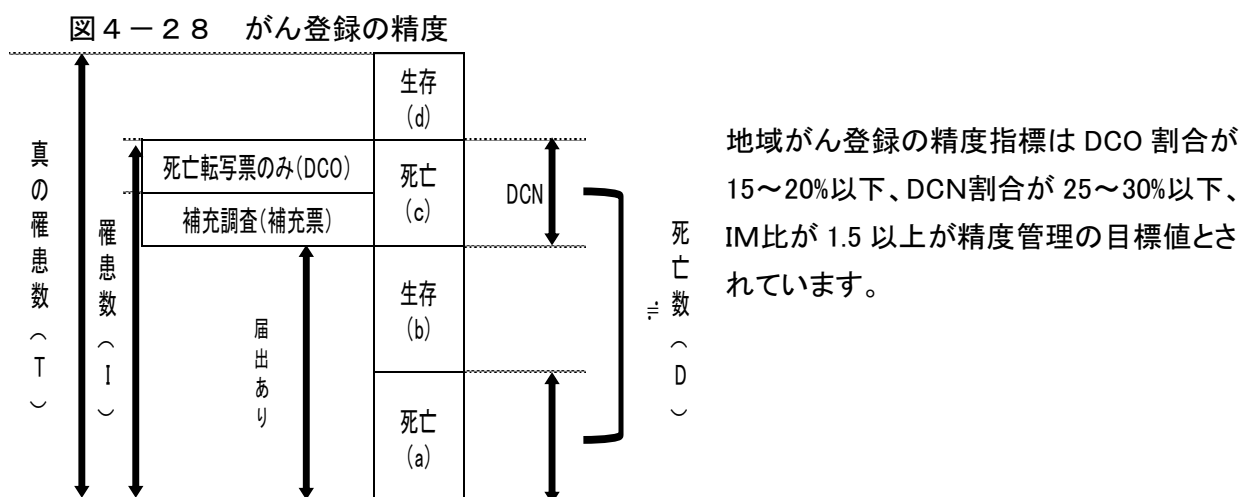 図４－２８ がん登録の精度
真の罹患数（T）
罹患数（I）
死亡転写票のみ(DCO)
補充調査(補充票)
届出あり
生存
(d)
死亡
(c)
生存
(b)
死亡
(a)
DCN
≒
死亡数（D）
地域がん登録の精度指標は DCO 割合が
15～20%以下、DCN割合が 25～30%以下、
IM比が 1.5 以上が精度管理の目標値とさ
れています。